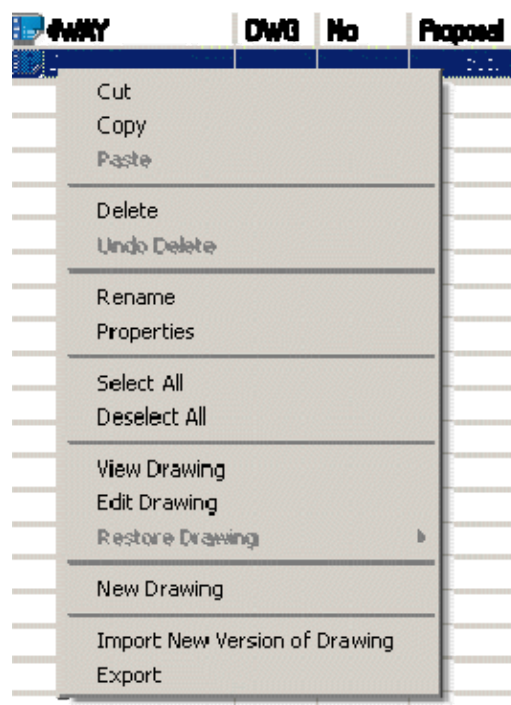 4WAY DWG No Proposal
Cut
Copy
Paste
Delete
Undo Delete
Rename
Properties
Select All
Deselect All
View Drawing
Edit Drawing
Restore Drawing
New Drawing
Import New Version of Drawing
Export